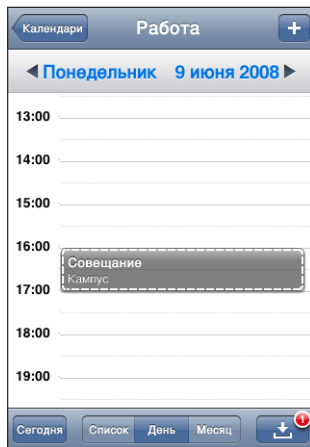 Календари
Работа
+
Понедельник 9 июня 2008
13:00
14:00
15:00
16:00
Совещание
Кампус
17:00
18:00
19:00
Сегодня
Список
День
Месяц
1